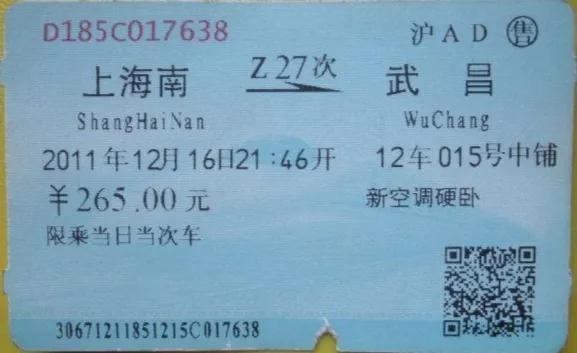 D185C017638 沪AD 售
上海南 Z27次 武昌
ShangHaiNan WuChang
2011年12月16日21:46开 12车015号中铺
￥265.00元 新空调硬卧
限乘当日当次车
30671211851215C017638